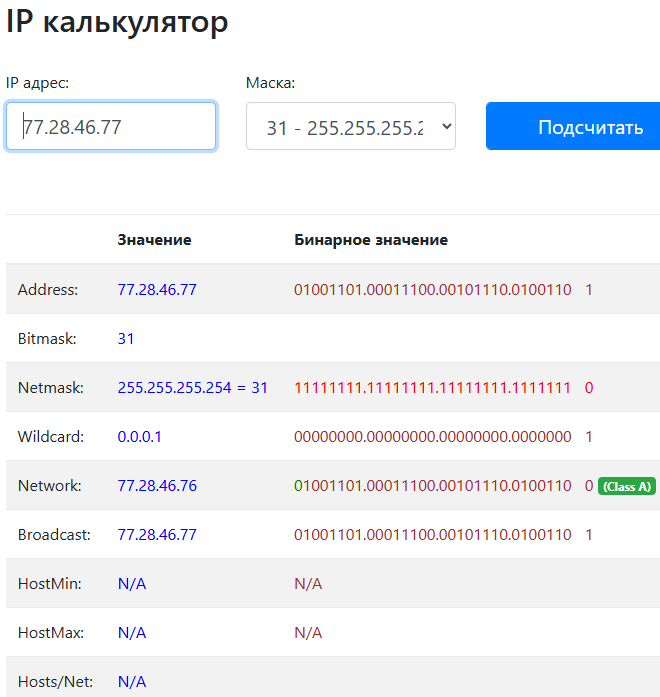 IP калькулятор
IP адрес: Маска:
77.28.46.77 31 - 255.255.255.2 Подсчитать
Значение Бинарное значение
Address: 77.28.46.77 01001101.00011100.00101110.0100110 1
Bitmask: 31
Netmask: 255.255.255.254 = 31 11111111.11111111.11111111.1111111 0
Wildcard: 0.0.0.1 00000000.00000000.00000000.0000000 1
Network: 77.28.46.76 01001101.00011100.00101110.0100110 0 (Class A)
Broadcast: 77.28.46.77 01001101.00011100.00101110.0100110 1
HostMin: N/A N/A
HostMax: N/A N/A
Hosts/Net: N/A